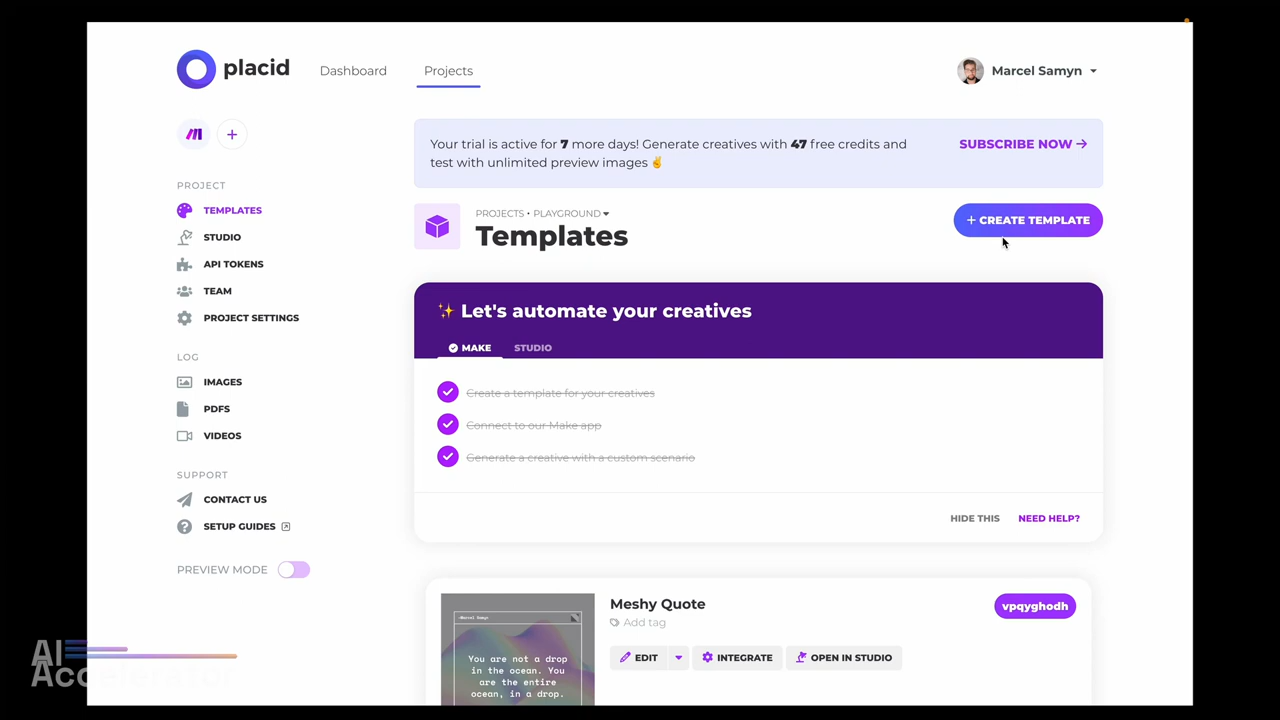 placid
Dashboard
Projects
Marcel Samyn
Your trial is active for 7 more days! Generate creatives with 47 free credits and
test with unlimited preview images ✌
SUBSCRIBE NOW →
PROJECT
TEMPLATES
STUDIO
API TOKENS
TEAM
PROJECT SETTINGS
LOG
IMAGES
PDFS
VIDEOS
SUPPORT
CONTACT US
SETUP GUIDES
PREVIEW MODE
PROJECTS • PLAYGROUND
Templates
+ CREATE TEMPLATE
✨ Let's automate your creatives
MAKE
STUDIO
Create a template for your creatives
Connect to our Make app
Generate a creative with a custom scenario
HIDE THIS
NEED HELP?
-Marcel Samyn
You are not a drop
in the ocean. You
are the entire
ocean, in a drop.
Meshy Quote
vpqyghodh
Add tag
EDIT
INTEGRATE
OPEN IN STUDIO
AI
Accelerator